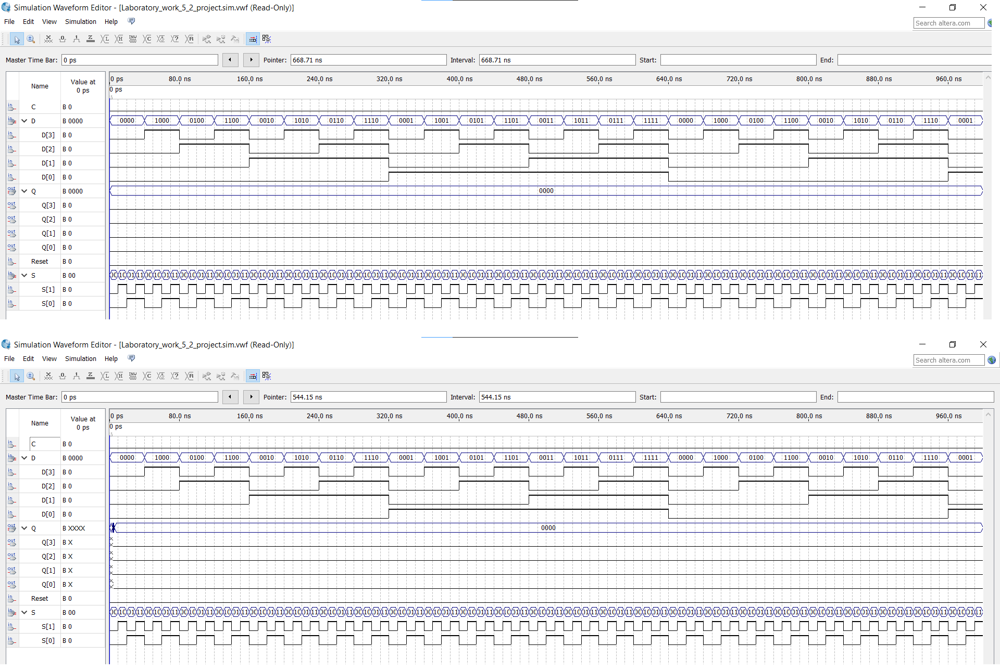 Simulation Waveform Editor - [Laboratory_work_5_2_project.sim.vwf (Read-Only)]
File Edit View Simulation Help
Search altera.com
Master Time Bar: 0 ps Pointer: 668.71 ns Interval: 668.71 ns Start: End:
Name Value at 0 ps
0 ps 80.0 ns 160.0 ns 240.0 ns 320.0 ns 400.0 ns 480.0 ns 560.0 ns 640.0 ns 720.0 ns 800.0 ns 880.0 ns 960.0 ns
0 ps
C B 0
D B 0000 0000 1000 0100 1100 0010 1010 0110 1110 0001 1001 0101 1101 0011 1011 0111 1111 0000 1000 0100 1100 0010 1010 0110 1110 0001
D[3] B 0
D[2] B 0
D[1] B 0
D[0] B 0
Q B 0000 0000
Q[3] B 0
Q[2] B 0
Q[1] B 0
Q[0] B 0
Reset B 0
S B 00
S[1] B 0
S[0] B 0
Simulation Waveform Editor - [Laboratory_work_5_2_project.sim.vwf (Read-Only)]
File Edit View Simulation Help
Search altera.com
Master Time Bar: 0 ps Pointer: 544.15 ns Interval: 544.15 ns Start: End:
Name Value at 0 ps
0 ps 80.0 ns 160.0 ns 240.0 ns 320.0 ns 400.0 ns 480.0 ns 560.0 ns 640.0 ns 720.0 ns 800.0 ns 880.0 ns 960.0 ns
0 ps
C B 0
D B 0000 0000 1000 0100 1100 0010 1010 0110 1110 0001 1001 0101 1101 0011 1011 0111 1111 0000 1000 0100 1100 0010 1010 0110 1110 0001
D[3] B 0
D[2] B 0
D[1] B 0
D[0] B 0
Q B XXXX 0000
Q[3] B X
Q[2] B X
Q[1] B X
Q[0] B X
Reset B 0
S B 00
S[1] B 0
S[0] B 0